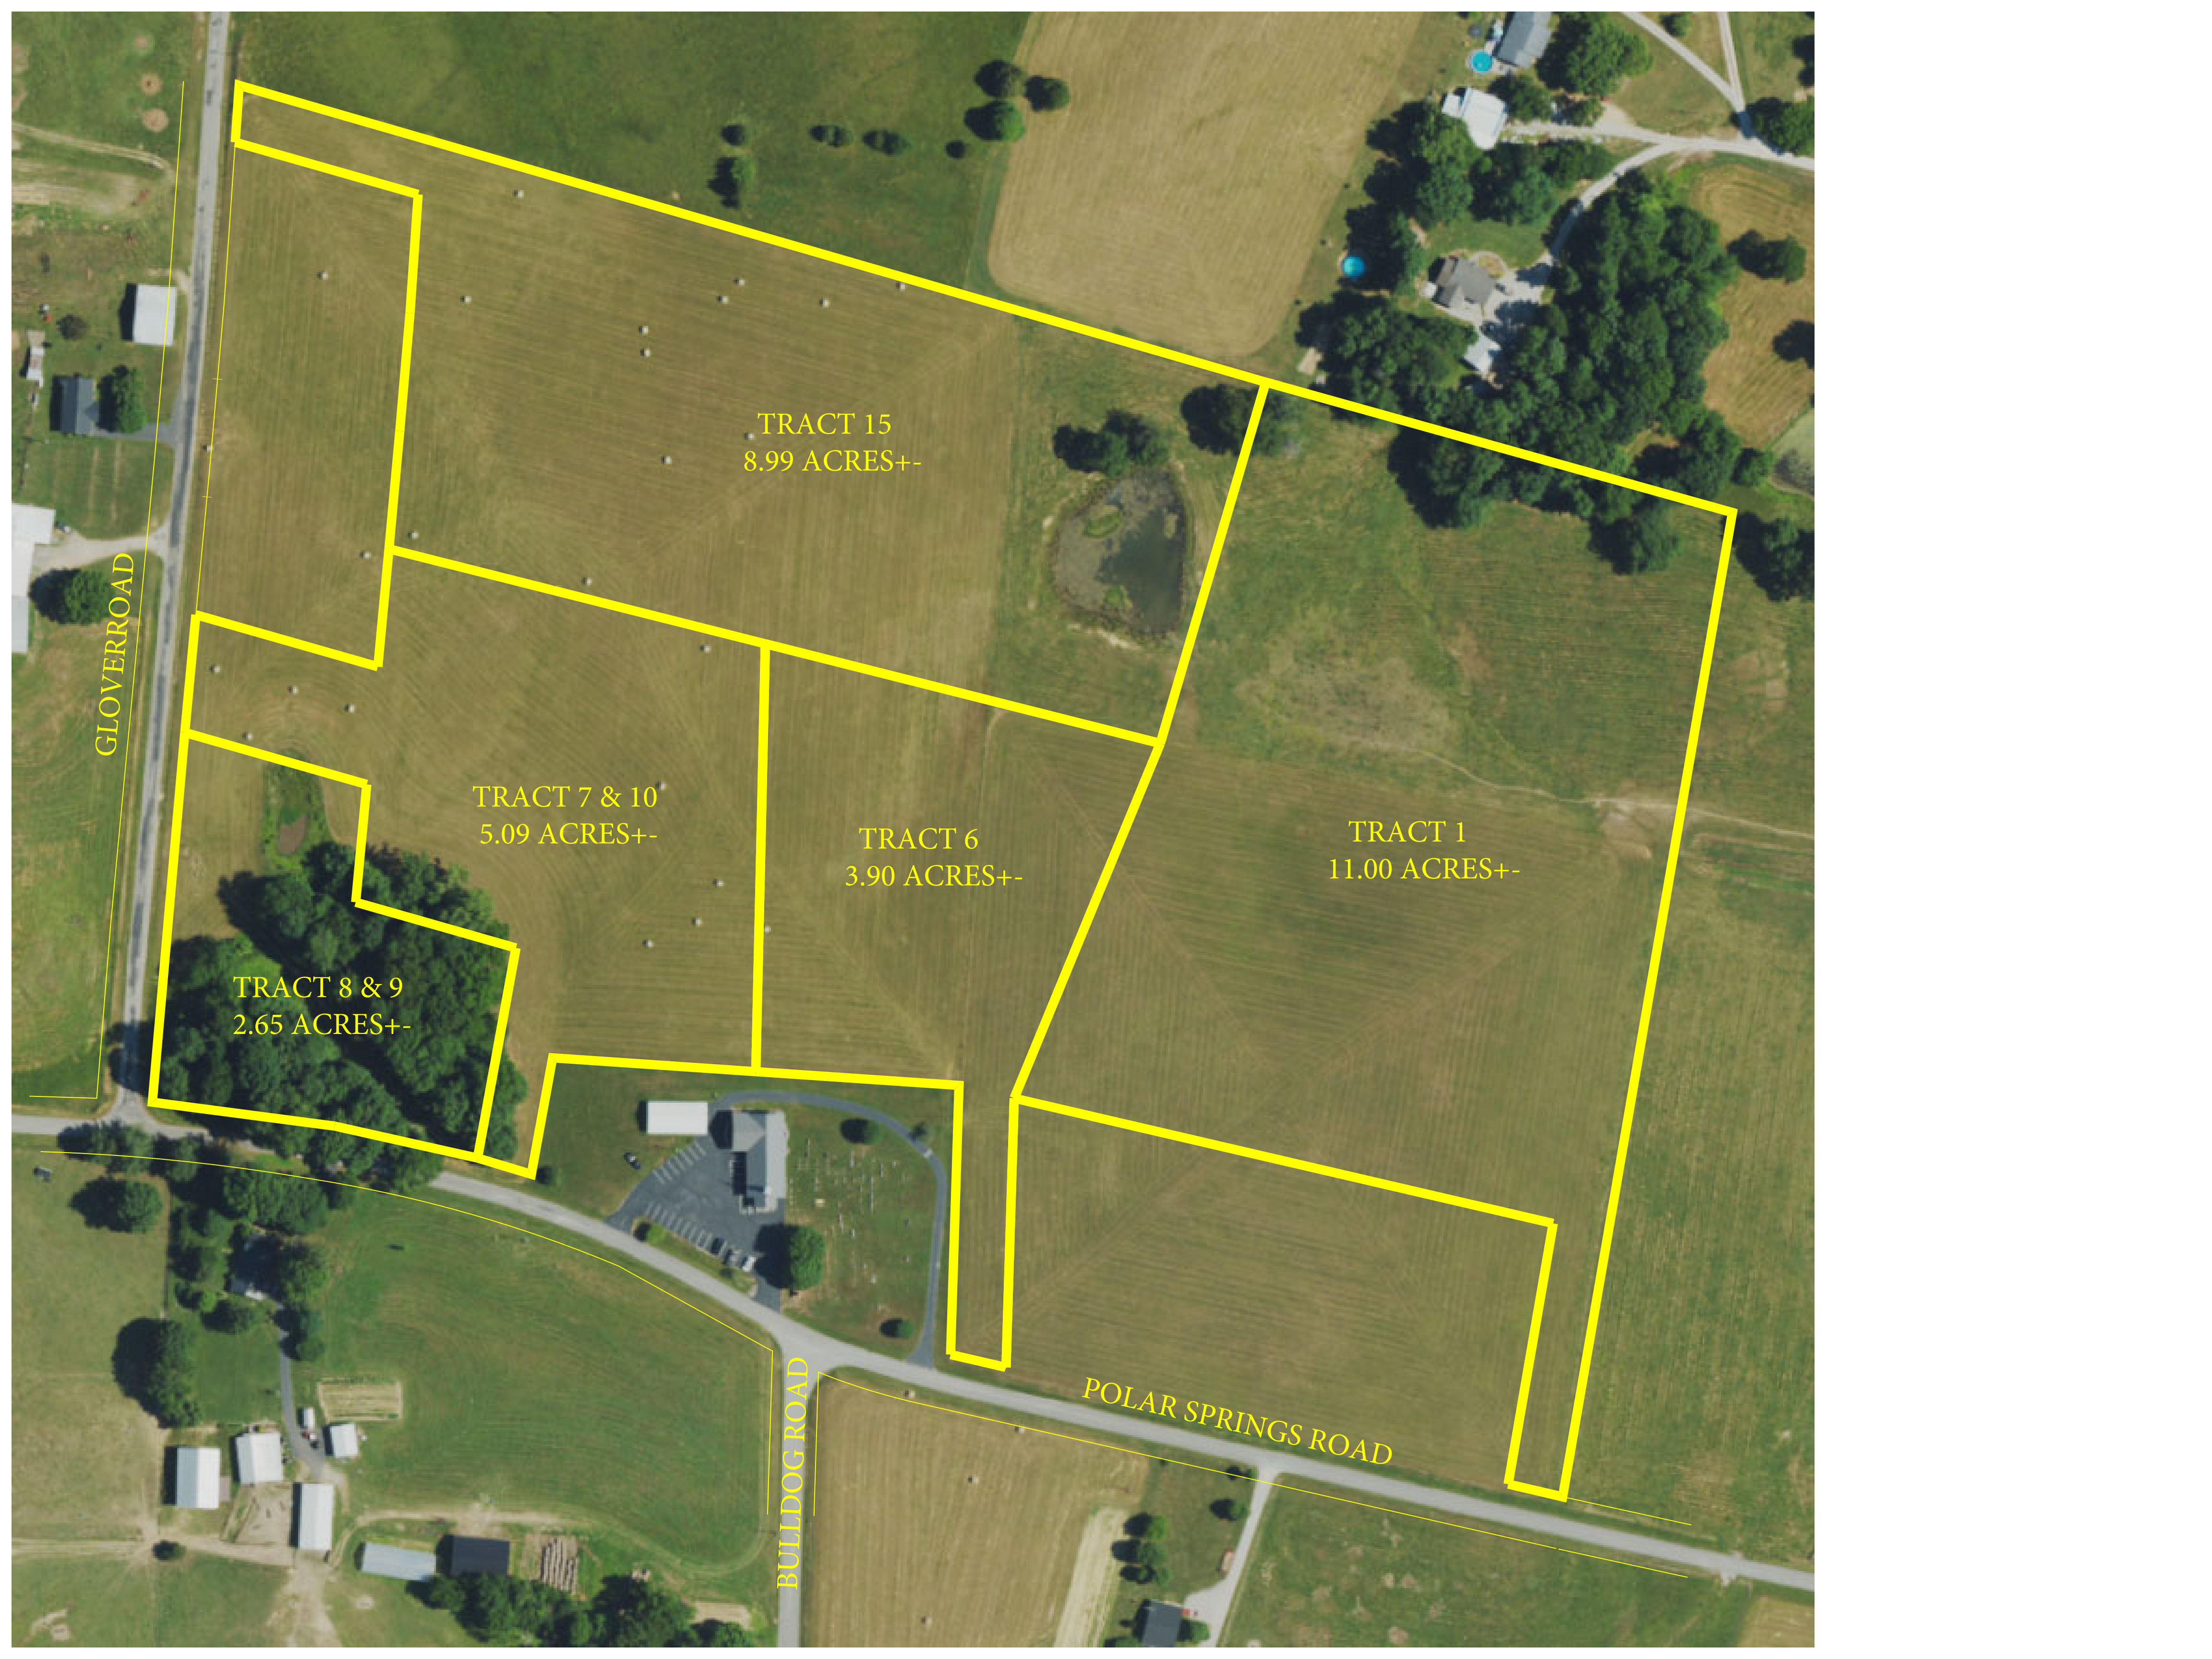 TRACT 15
8.99 ACRES+-
GLOVERROAD
TRACT 7 & 10
5.09 ACRES+-
TRACT 6
3.90 ACRES+-
TRACT 1
11.00 ACRES+-
TRACT 8 & 9
2.65 ACRES+-
POLAR SPRINGS ROAD
BULLDOG ROAD